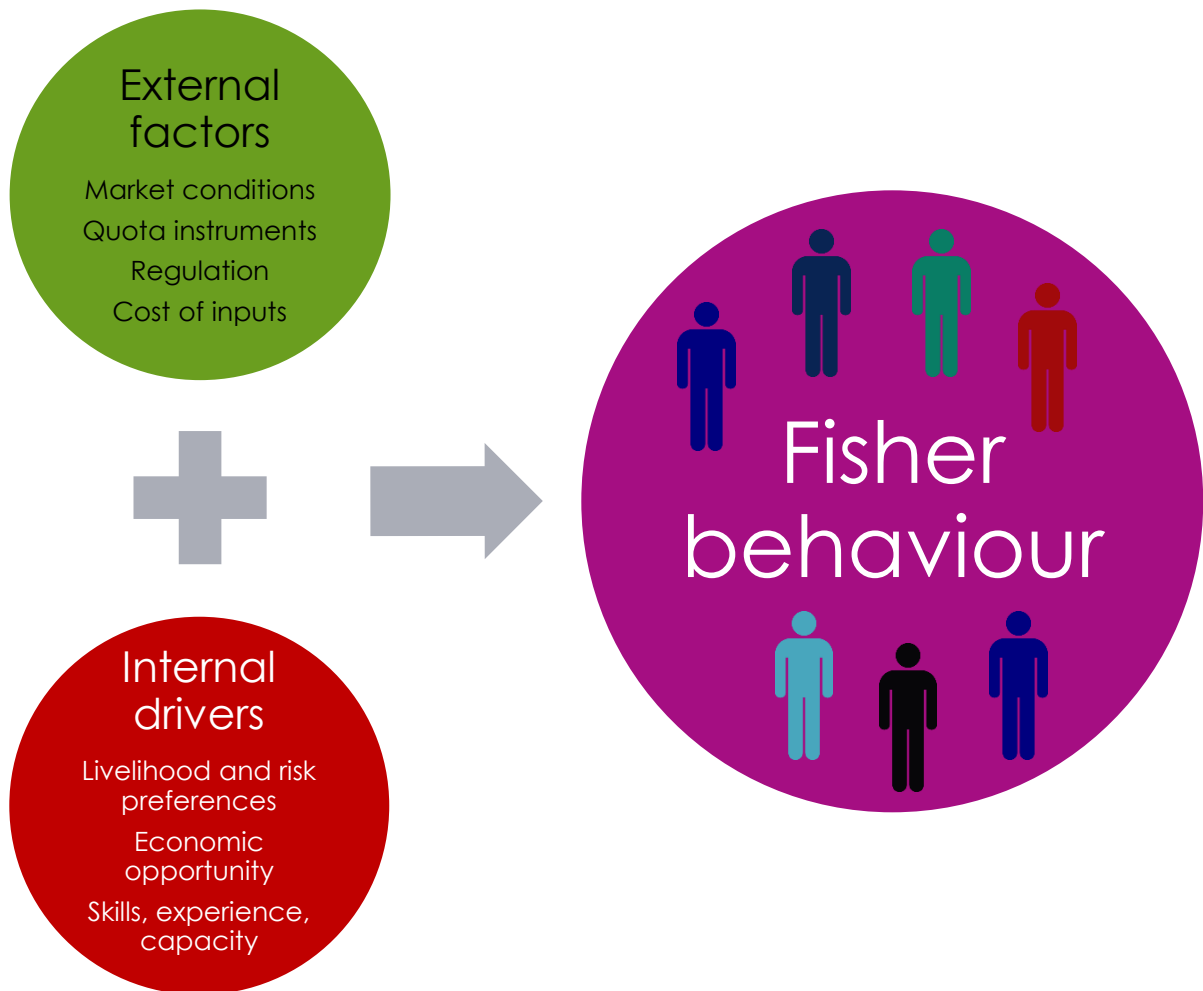 External
factors
Market conditions
Quota instruments
Regulation
Cost of inputs
Internal
drivers
Livelihood and risk
preferences
Economic
opportunity
Skills, experience,
capacity
Fisher
behaviour